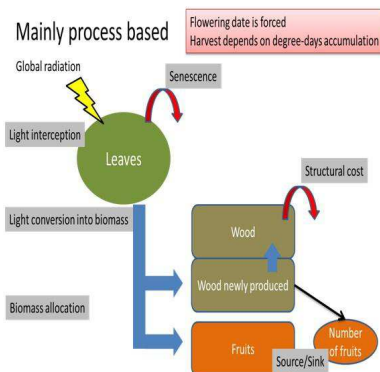 Mainly process based
Flowering date is forced
Harvest depends on degree-days accumulation
Global radiation
Senescence
Light interception
Leaves
Structural cost
Light conversion into biomass
Wood
Wood newly produced
Biomass allocation
Fruits
Number
of fruits
Source/Sink